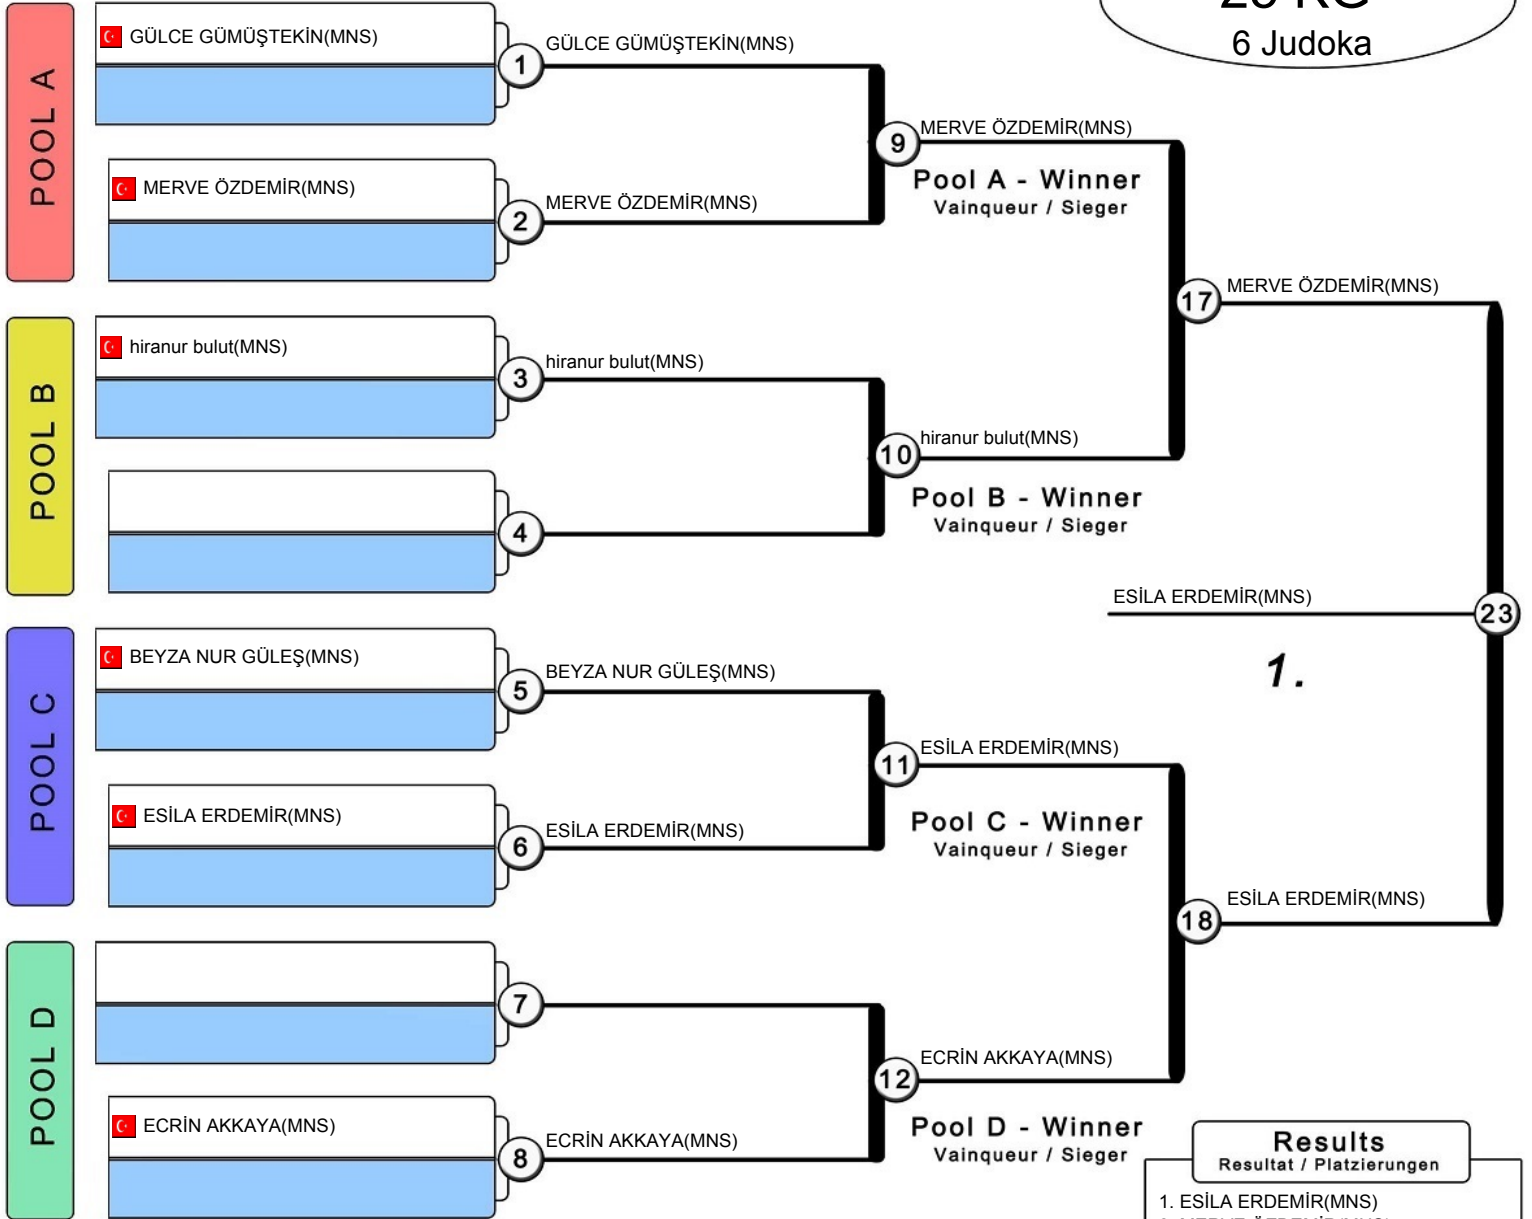 6 Judoka
POOL A
GÜLCE GÜMÜŞTEKİN(MNS)
1
GÜLCE GÜMÜŞTEKİN(MNS)
MERVE ÖZDEMİR(MNS)
2
MERVE ÖZDEMİR(MNS)
9
MERVE ÖZDEMİR(MNS)
Pool A - Winner
Vainqueur / Sieger
POOL B
hiranur bulut(MNS)
3
hiranur bulut(MNS)
4
10
hiranur bulut(MNS)
Pool B - Winner
Vainqueur / Sieger
17
MERVE ÖZDEMİR(MNS)
POOL C
BEYZA NUR GÜLEŞ(MNS)
5
BEYZA NUR GÜLEŞ(MNS)
ESİLA ERDEMİR(MNS)
6
ESİLA ERDEMİR(MNS)
11
ESİLA ERDEMİR(MNS)
Pool C - Winner
Vainqueur / Sieger
POOL D
7
ECRİN AKKAYA(MNS)
8
ECRİN AKKAYA(MNS)
12
ECRİN AKKAYA(MNS)
Pool D - Winner
Vainqueur / Sieger
18
ESİLA ERDEMİR(MNS)
ESİLA ERDEMİR(MNS)
23
1.
Results
Resultat / Platzierungen
1. ESİLA ERDEMİR(MNS)